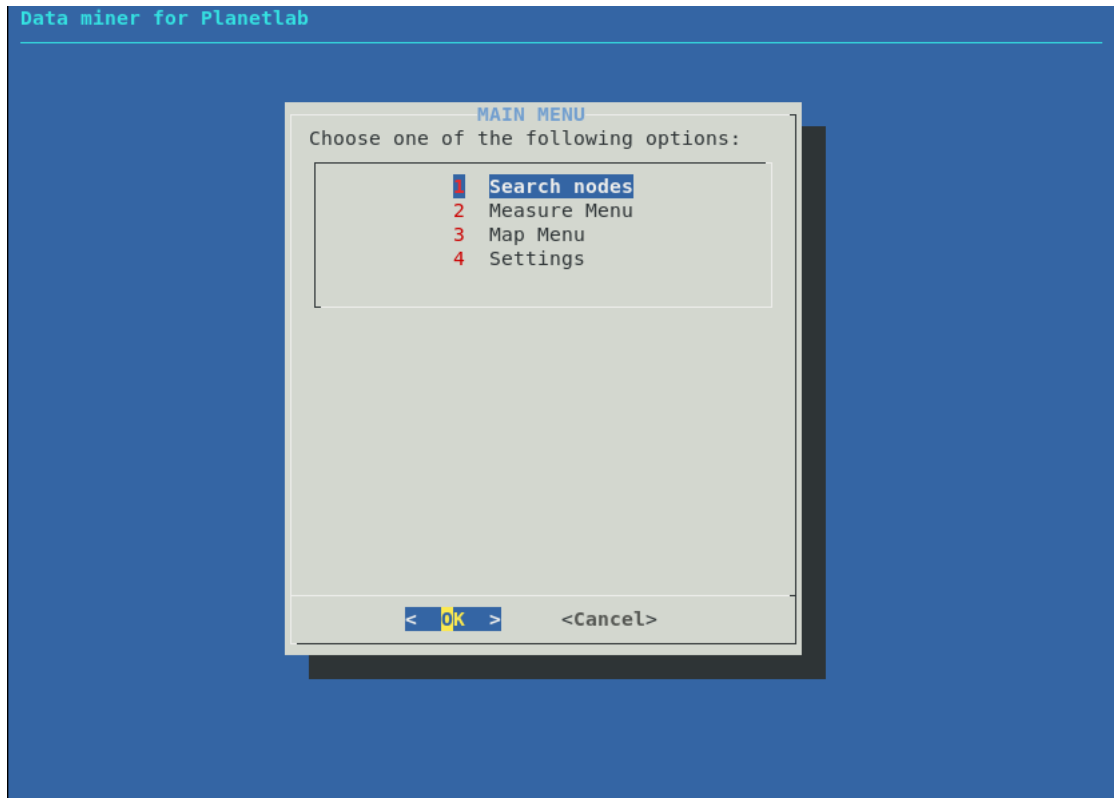 Data miner for Planetlab
MAIN MENU
Choose one of the following options:
1 Search nodes
2 Measure Menu
3 Map Menu
4 Settings
< OK > <Cancel>